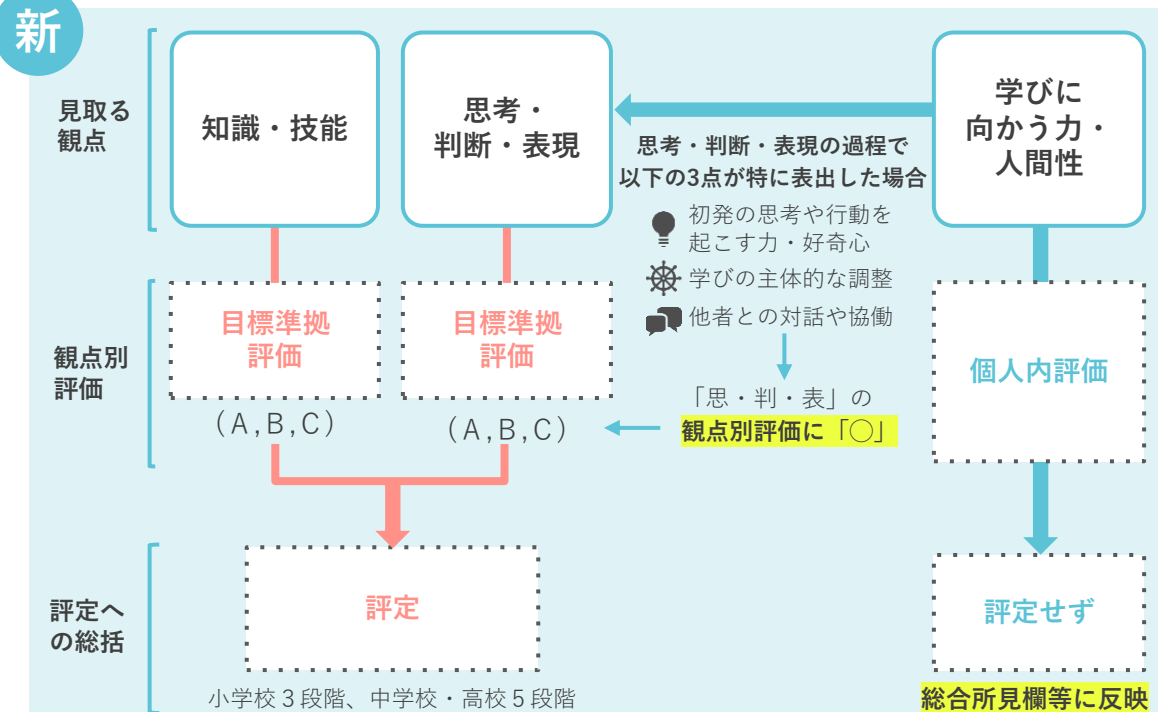 新
見取る
観点
知識・技能
思考・
判断・表現
学びに
向かう力・
人間性
思考・判断・表現の過程で
以下の3点が特に表出した場合
初発の思考や行動を
起こす力・好奇心
学びの主体的な調整
他者との対話や協働
観点別
評価
目標準拠
評価
(A,B,C)
目標準拠
評価
(A,B,C)
「思・判・表」の
観点別評価に「○」
個人内評価
評定へ
の総括
評定
小学校3段階、中学校・高校5段階
評定せず
総合所見欄等に反映